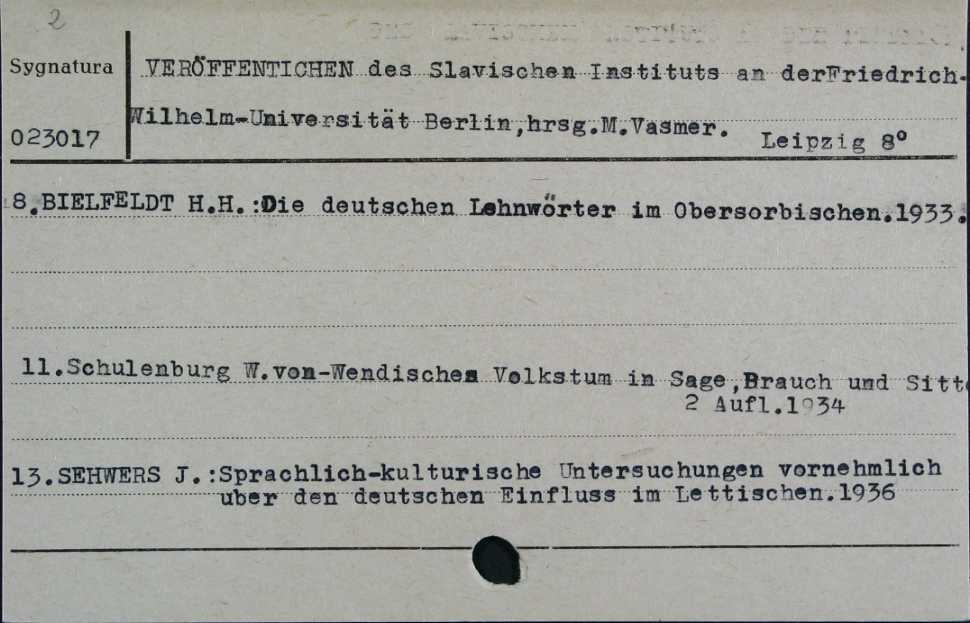 2
Sygnatura
VERÖFFENTICHEN des Slavischen Instituts an derFriedrich-
Wilhelm-Universität Berlin,hrsg.M.Vasmer.
023017
Leipzig 8°
8.BIELFELDT H.H.:Die deutschen Lehnwörter im Obersorbischen.1933.
11.Schulenburg W.von-Wendisches Volkstum in Sage,Brauch und Sitte
2 Aufl.1934
13.SEHWERS J.:Sprachlich-kulturische Untersuchungen vornehmlich
uber den deutschen Einfluss im Lettischen.1936